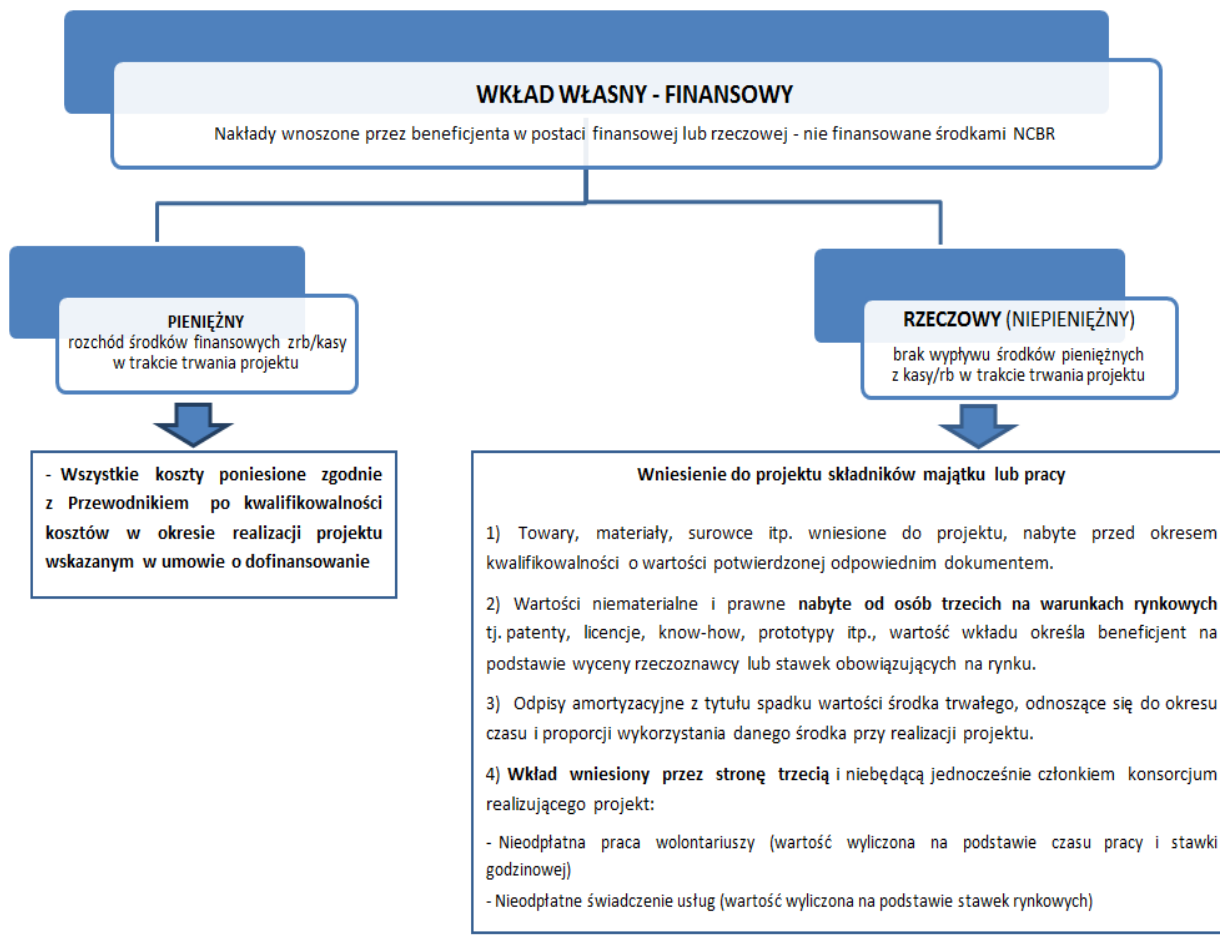 WKŁAD WŁASNY - FINANSOWY
Nakłady wnoszone przez beneficjenta w postaci finansowej lub rzeczowej - nie finansowane środkami NCBR
PIENIĘŻNY
rozchód środków finansowych zrb/kasy
w trakcie trwania projektu
RZECZOWY (NIEPIENIĘŻNY)
brak wypływu środków pieniężnych
z kasy/rb w trakcie trwania projektu
- Wszystkie koszty poniesione zgodnie
z Przewodnikiem po kwalifikowalności
kosztów w okresie realizacji projektu
wskazanym w umowie o dofinansowanie
Wniesienie do projektu składników majątku lub pracy
1) Towary, materiały, surowce itp. wniesione do projektu, nabyte przed okresem
kwalifikowalności o wartości potwierdzonej odpowiednim dokumentem.
2) Wartości niematerialne i prawne nabyte od osób trzecich na warunkach rynkowych
tj. patenty, licencje, know-how, prototypy itp., wartość wkładu określa beneficjent na
podstawie wyceny rzeczoznawcy lub stawek obowiązujących na rynku.
3) Odpisy amortyzacyjne z tytułu spadku wartości środka trwałego, odnoszące się do okresu
czasu i proporcji wykorzystania danego środka przy realizacji projektu.
4) Wkład wniesiony przez stronę trzecią i niebędącą jednocześnie członkiem konsorcjum
realizującego projekt:
- Nieodpłatna praca wolontariuszy (wartość wyliczona na podstawie czasu pracy i stawki
godzinowej)
- Nieodpłatne świadczenie usług (wartość wyliczona na podstawie stawek rynkowych)